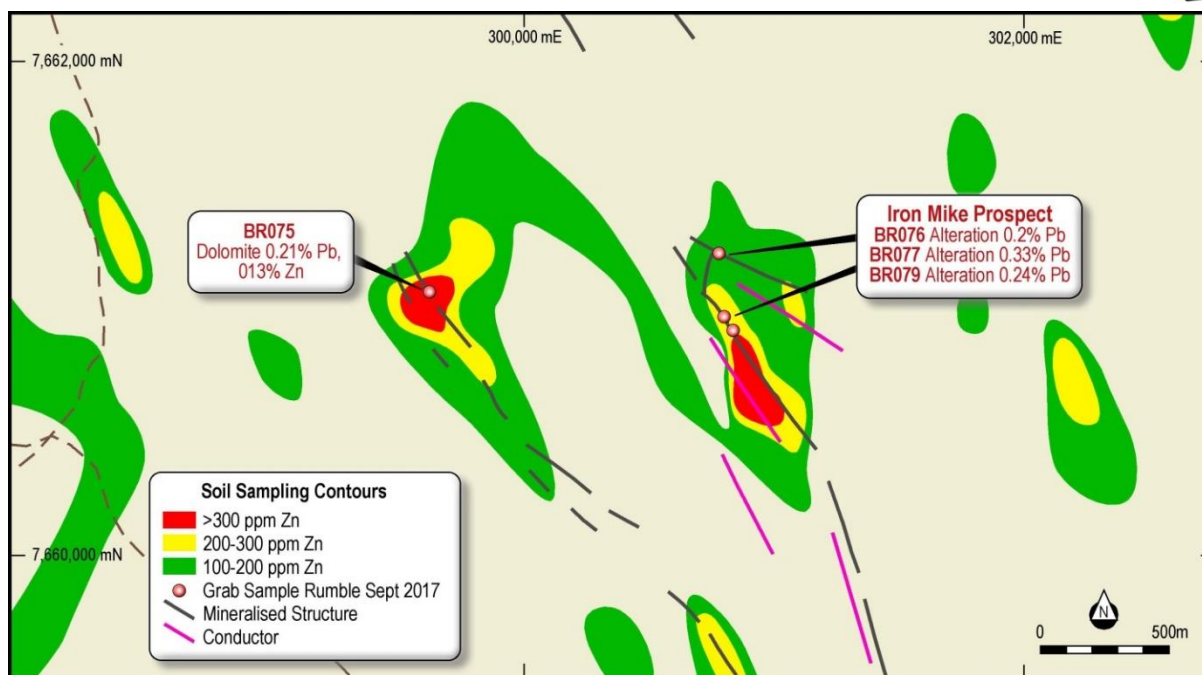 300,000 mE
302,000 mE
7,662,000 mN
BR075
Dolomite 0.21% Pb,
013% Zn
Iron Mike Prospect
BR076 Alteration 0.2% Pb
BR077 Alteration 0.33% Pb
BR079 Alteration 0.24% Pb
Soil Sampling Contours
>300 ppm Zn
200-300 ppm Zn
100-200 ppm Zn
Grab Sample Rumble Sept 2017
Mineralised Structure
Conductor
7,660,000 mN
N
0
500m